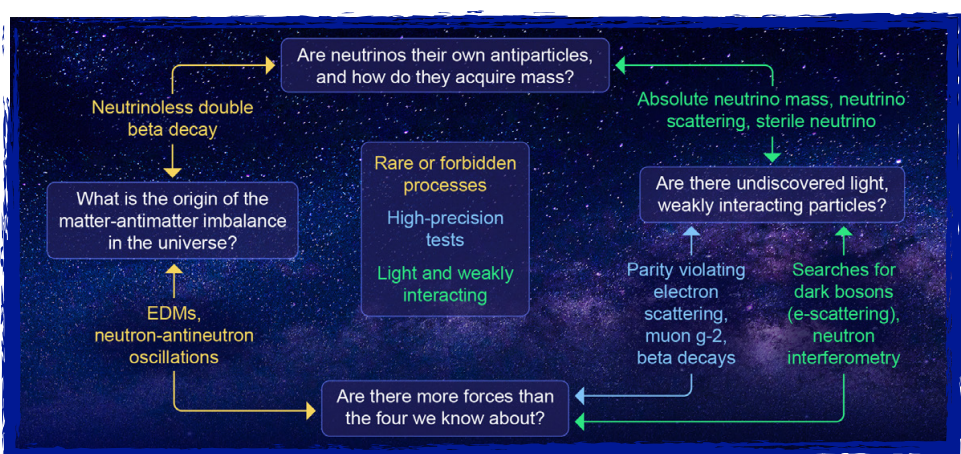 Are neutrinos their own antiparticles,
and how do they acquire mass?
Neutrinoless double
beta decay
Absolute neutrino mass, neutrino
scattering, sterile neutrino
Rare or forbidden
processes
High-precision
tests
Light and weakly
interacting
What is the origin of the
matter-antimatter imbalance
in the universe?
Are there undiscovered light,
weakly interacting particles?
EDMs,
neutron-antineutron
oscillations
Parity violating
electron
scattering,
muon g-2,
beta decays
Searches for
dark bosons
(e-scattering),
neutron
interferometry
Are there more forces than
the four we know about?